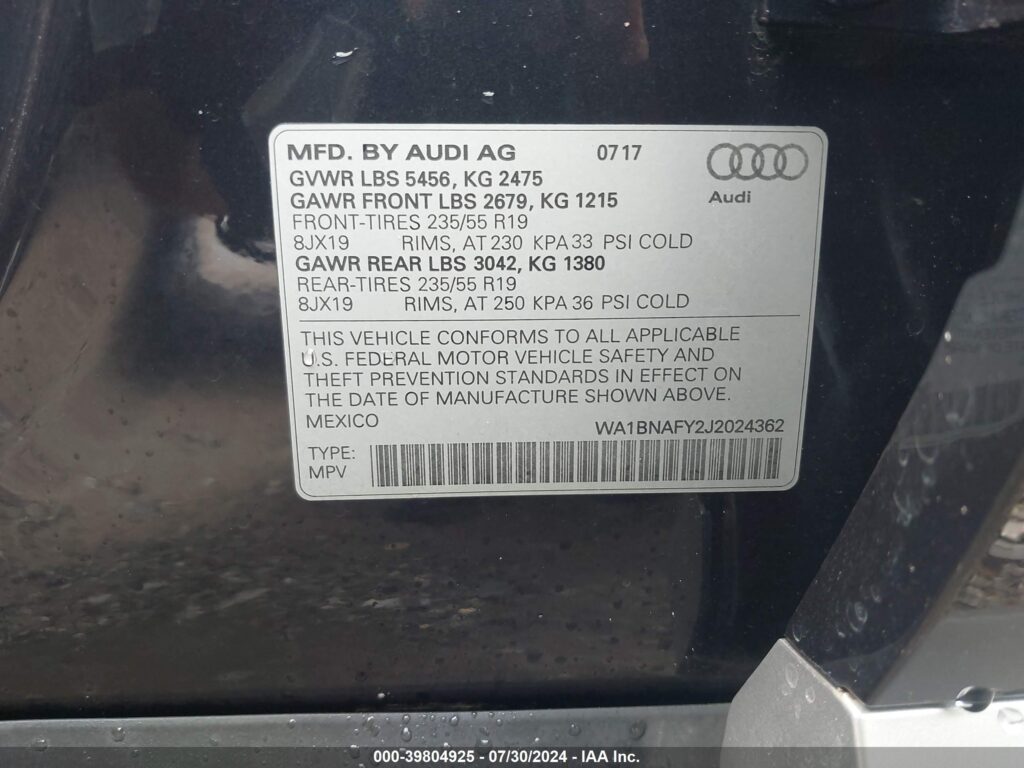 MFD. BY AUDI AG 0717
Audi
GVWR LBS 5456, KG 2475
GAWR FRONT LBS 2679, KG 1215
FRONT-TIRES 235/55 R19
8JX19 RIMS, AT 230 KPA 33 PSI COLD
GAWR REAR LBS 3042, KG 1380
REAR-TIRES 235/55 R19
8JX19 RIMS, AT 250 KPA 36 PSI COLD
THIS VEHICLE CONFORMS TO ALL APPLICABLE
U.S. FEDERAL MOTOR VEHICLE SAFETY AND
THEFT PREVENTION STANDARDS IN EFFECT ON
THE DATE OF MANUFACTURE SHOWN ABOVE.
MEXICO WA1BNAFY2J2024362
TYPE:
MPV
000-39804925 - 07/30/2024 - IAA Inc.